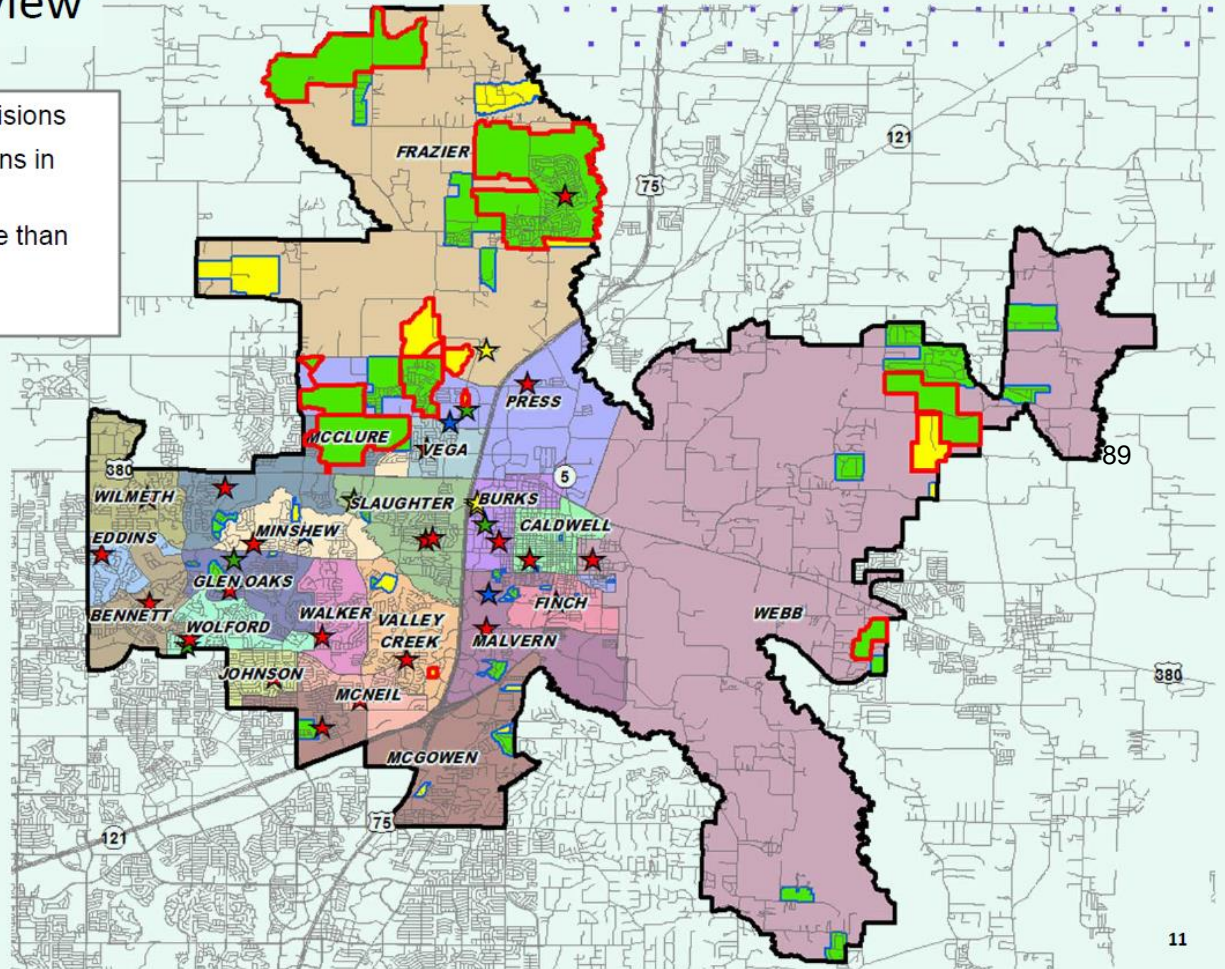 view
isions
ns in
e than
121
FRAZIER
75
PRESS
MCCLURE
VEGA
89
380
5
WILMETH
SLAUGHTER
BURKS
EDDINS
MINSHEW
CALDWELL
GLEN OAKS
BENNETT
WOLFORD
WALKER
VALLEY
CREEK
FINCH
MALVERN
WEBB
JOHNSON
MCNEIL
380
MCGOWEN
75
121
11